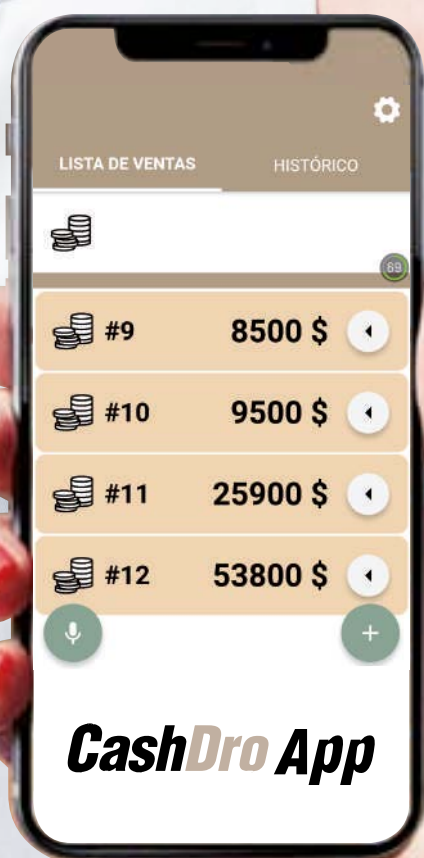 LISTA DE VENTAS HISTÓRICO
69
#9 8500 $
#10 9500 $
#11 25900 $
#12 53800 $
CashDro App